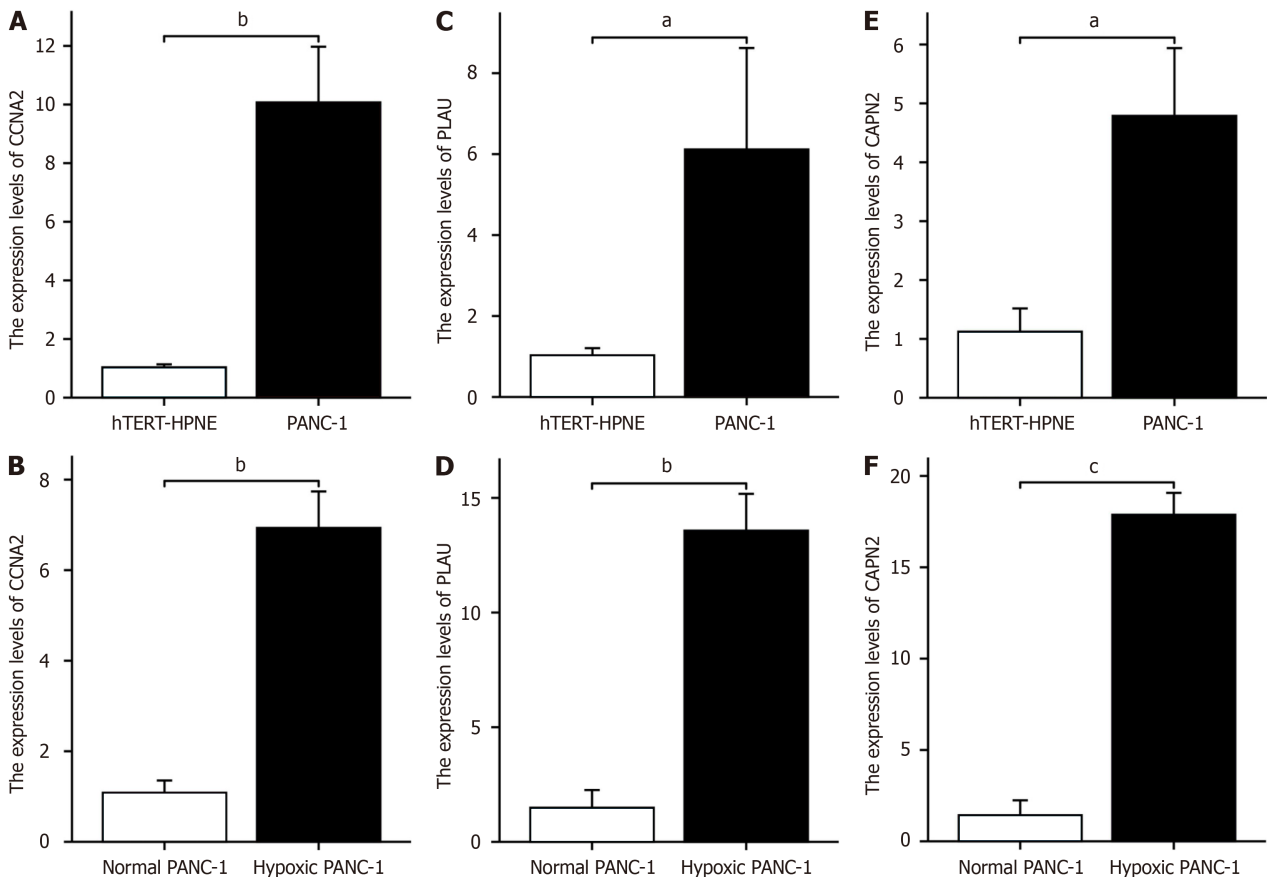 A
b
The expression levels of CCNA2
12
10
8
6
4
2
0
hTERT-HPNE
PANC-1
C
a
The expression levels of PLAU
8
6
4
2
0
hTERT-HPNE
PANC-1
E
a
The expression levels of CAPN2
6
5
4
3
2
1
0
hTERT-HPNE
PANC-1
B
b
The expression levels of CCNA2
8
6
4
2
0
Normal PANC-1
Hypoxic PANC-1
D
b
The expression levels of PLAU
15
10
5
0
Normal PANC-1
Hypoxic PANC-1
F
c
The expression levels of CAPN2
20
15
10
5
0
Normal PANC-1
Hypoxic PANC-1